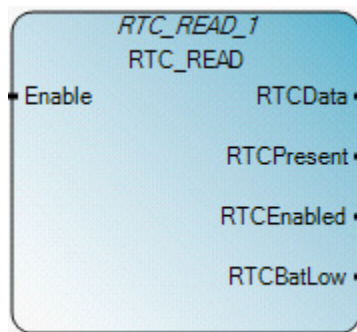 RTC_READ_1
RTC_READ
Enable RTCData
RTCPresent
RTCEnabled
RTCBatLow